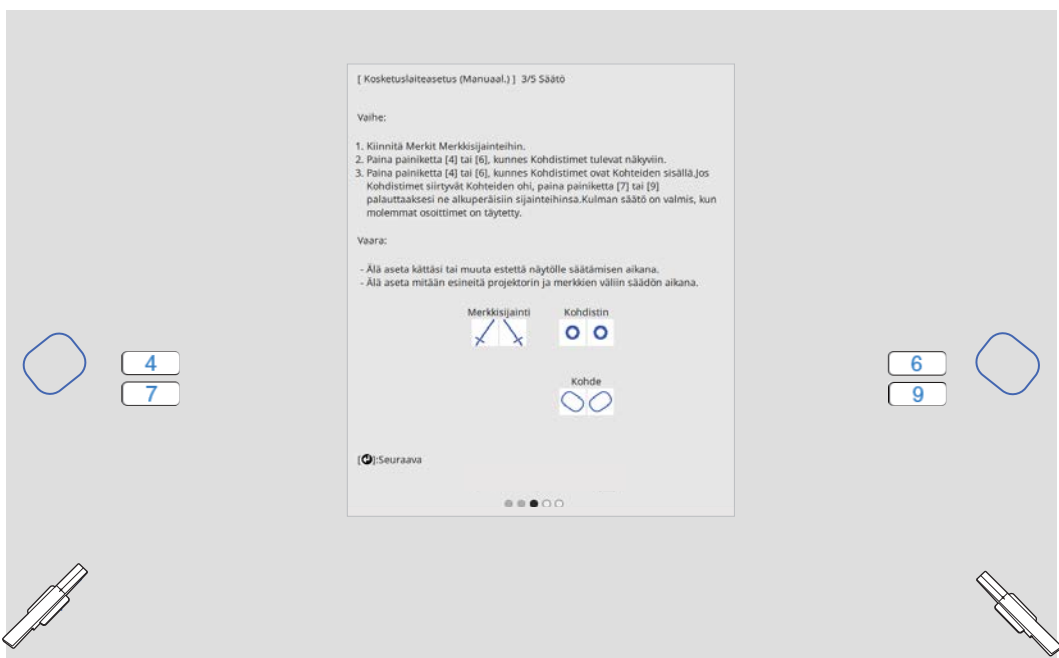 [ Kosketuslaiteasetus (Manuaal.) ] 3/5 Säätö
Vaihe:
1. Kiinnitä Merkit Merkkisijainteihin.
2. Paina painiketta [4] tai [6], kunnes Kohdistimet tulevat näkyviin.
3. Paina painiketta [4] tai [6], kunnes Kohdistimet ovat Kohteiden sisällä.Jos
Kohdistimet siirtyvät Kohteiden ohi, paina painiketta [7] tai [9]
palauttaaksesi ne alkuperäisiin sijainteihinsa.Kulman säätö on valmis, kun
molemmat osoittimet on täytetty.
Vaara:
- Älä aseta kättäsi tai muuta estettä näytölle säätämisen aikana.
- Älä aseta mitään esineitä projektorin ja merkkien väliin säädön aikana.
Merkkisijainti Kohdistin
4 6
7 9
Kohde
[ ]:Seuraava